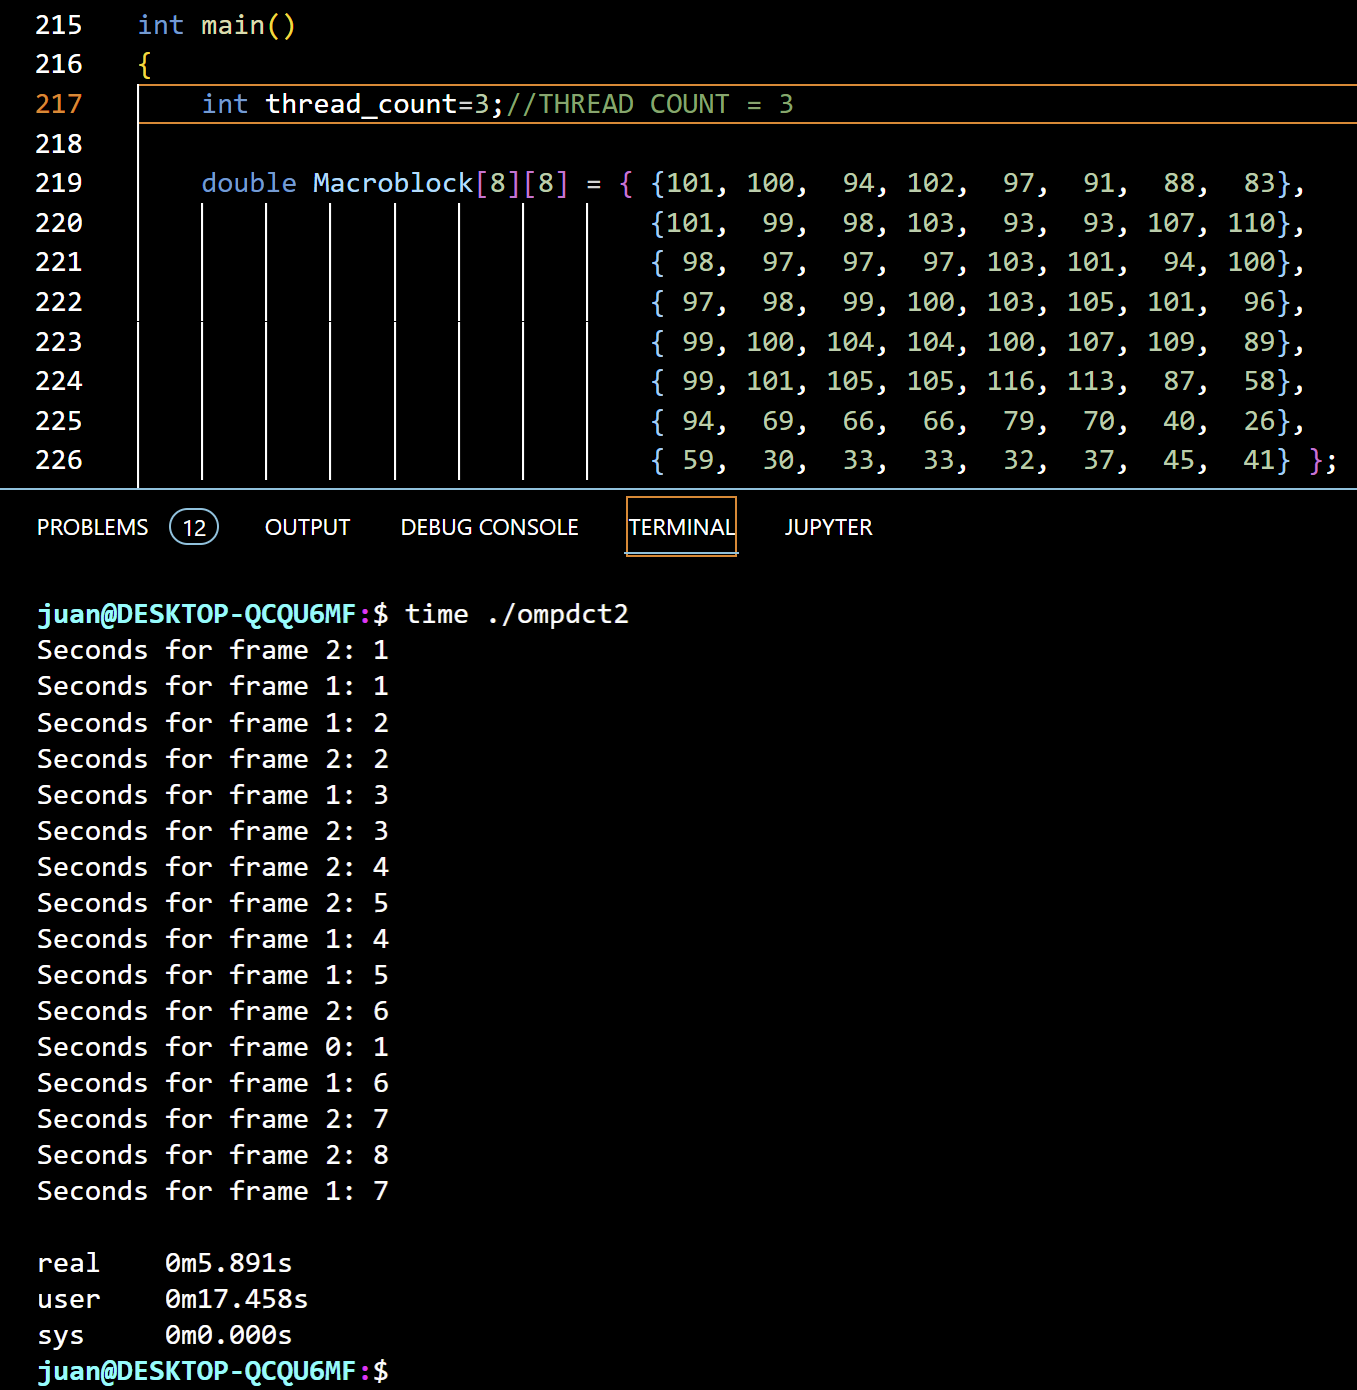 215 int main()
216 {
217 int thread_count=3;//THREAD COUNT = 3
218
219 double Macroblock[8][8] = { {101, 100, 94, 102, 97, 91, 88, 83},
220 {101, 99, 98, 103, 93, 93, 107, 110},
221 { 98, 97, 97, 97, 103, 101, 94, 100},
222 { 97, 98, 99, 100, 103, 105, 101, 96},
223 { 99, 100, 104, 104, 100, 107, 109, 89},
224 { 99, 101, 105, 105, 116, 113, 87, 58},
225 { 94, 69, 66, 66, 79, 70, 40, 26},
226 { 59, 30, 33, 33, 32, 37, 45, 41} };
PROBLEMS 12 OUTPUT DEBUG CONSOLE TERMINAL JUPYTER
juan@DESKTOP-QCQU6MF:$ time ./ompdct2
Seconds for frame 2: 1
Seconds for frame 1: 1
Seconds for frame 1: 2
Seconds for frame 2: 2
Seconds for frame 1: 3
Seconds for frame 2: 3
Seconds for frame 2: 4
Seconds for frame 2: 5
Seconds for frame 1: 4
Seconds for frame 1: 5
Seconds for frame 2: 6
Seconds for frame 0: 1
Seconds for frame 1: 6
Seconds for frame 2: 7
Seconds for frame 2: 8
Seconds for frame 1: 7
real 0m5.891s
user 0m17.458s
sys 0m0.000s
juan@DESKTOP-QCQU6MF:$